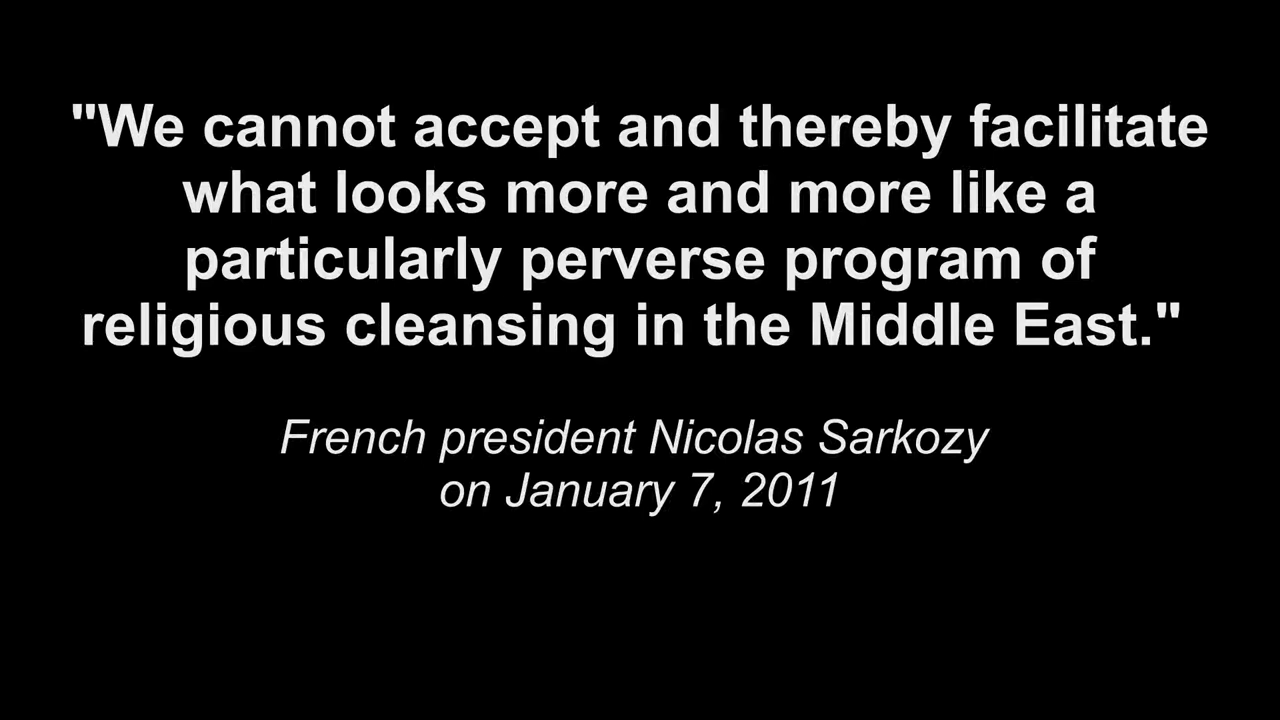 "We cannot accept and thereby facilitate
what looks more and more like a
particularly perverse program of
religious cleansing in the Middle East."
French president Nicolas Sarkozy
on January 7, 2011